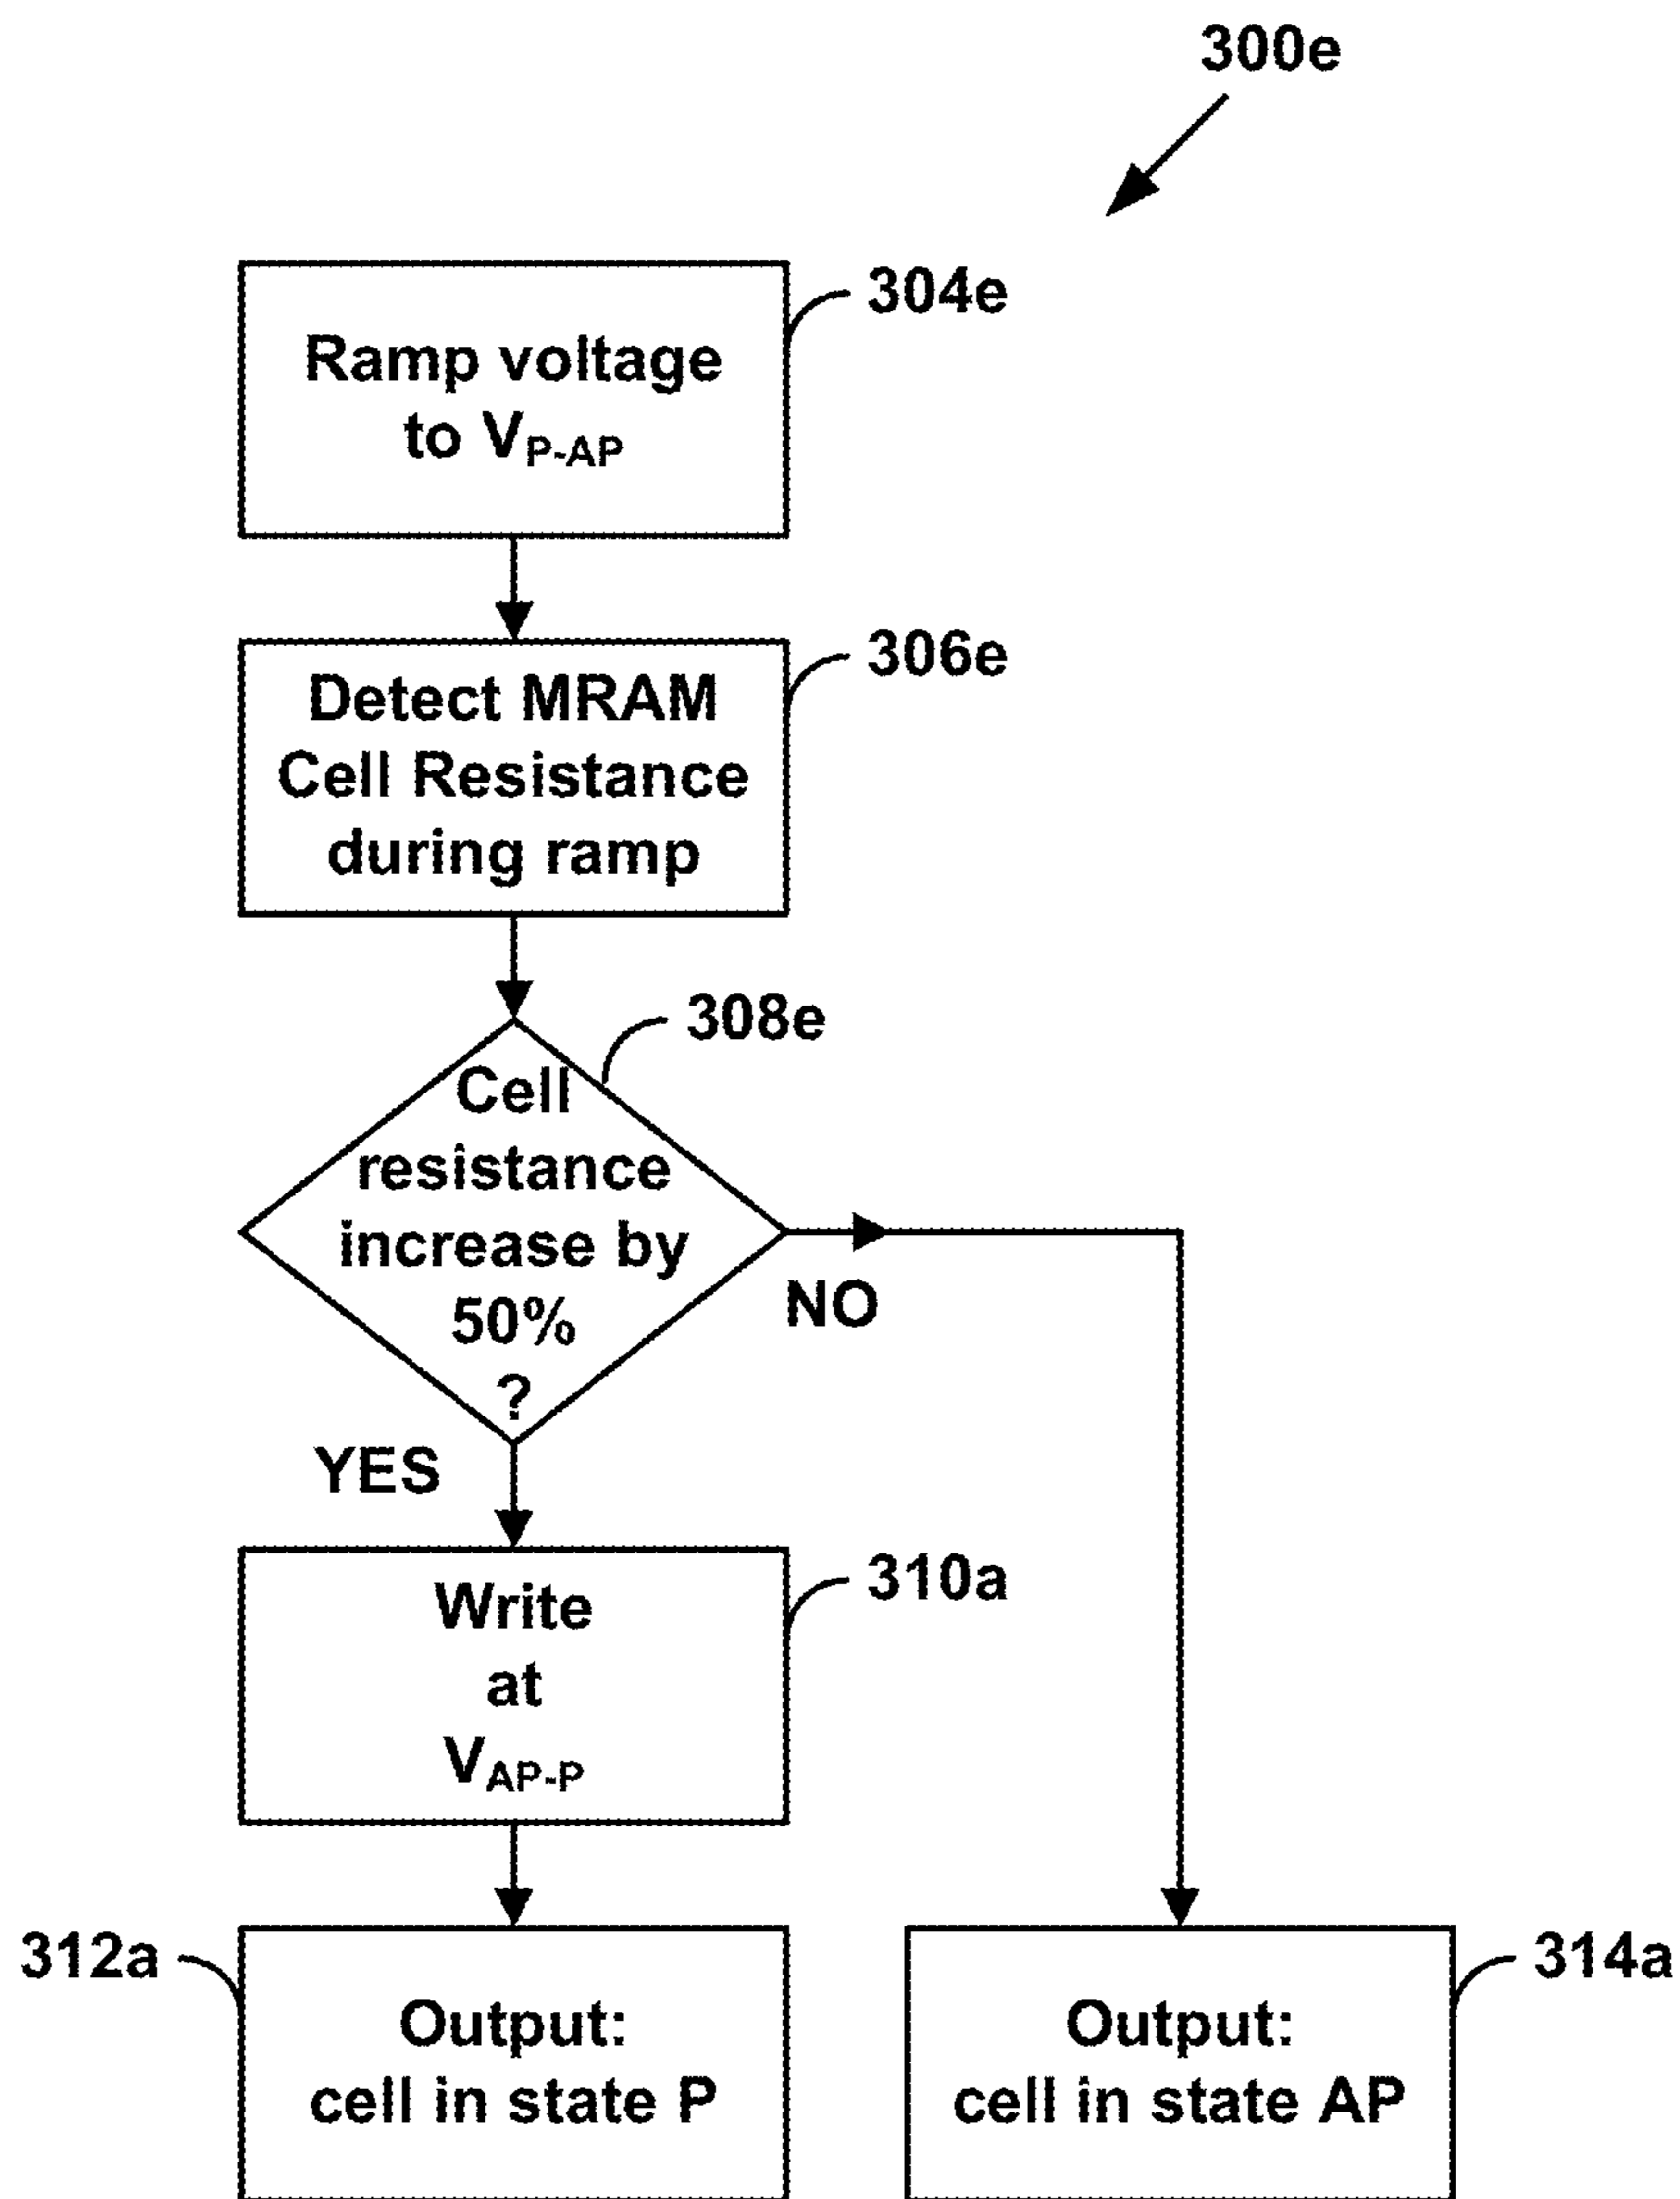 300e
304e
Ramp voltage
to VP-AP
306e
Detect MRAM
Cell Resistance
during ramp
308e
Cell
resistance
increase by
50%
?
NO
YES
310a
Write
at
VAP-P
312a
Output:
cell in state P
314a
Output:
cell in state AP